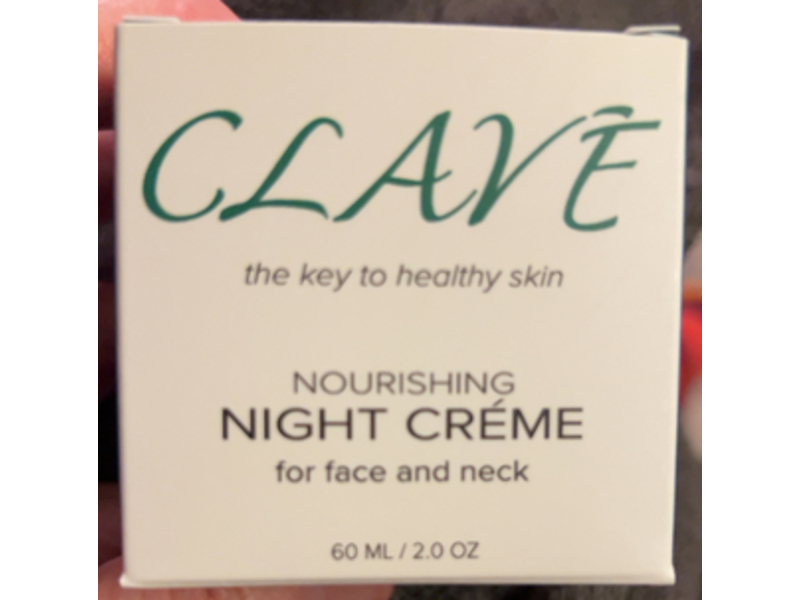 CLAVĒ
the key to healthy skin
NOURISHING
NIGHT CRÉME
for face and neck
60 ML / 2.0 OZ